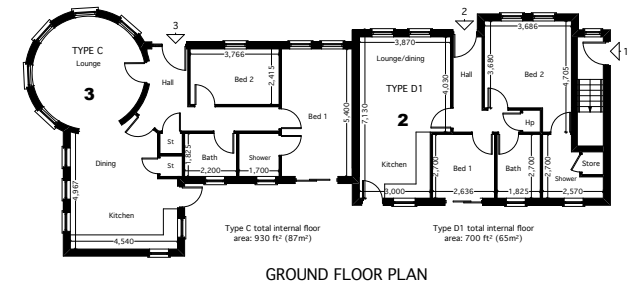 3
2
1
TYPE C
Lounge
3
Hall
3,766
2,415
Bed 2
Bed 1
5,400
St
St
1,825
Bath
2,200
Shower
1,700
Dining
4,967
Kitchen
4,540
3,870
Lounge/dining
TYPE D1
4,030
2
7,130
Kitchen
3,000
Hall
3,686
3,680
Bed 2
4,705
Hp
2,700
Bed 1
2,636
Bath
1,825
2,700
2,700
Shower
2,570
Store
Type C total internal floor
area: 930 ft² (87m²)
Type D1 total internal floor
area: 700 ft² (65m²)
GROUND FLOOR PLAN